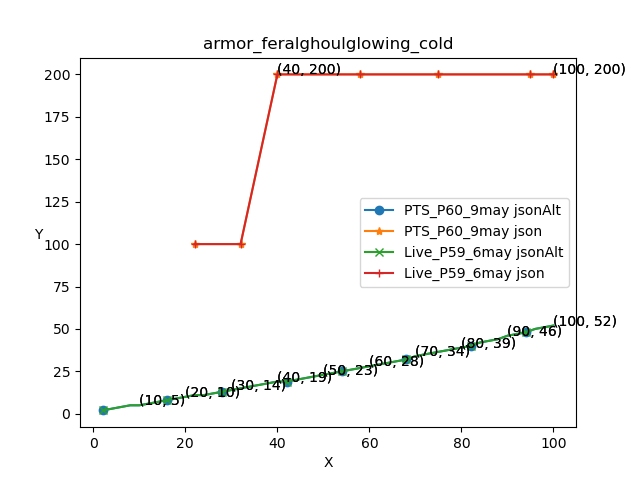 armor_feralghoulglowing_cold
200
175
150
125
100
75
50
25
0
Y
(40, 200)
(100, 200)
PTS_P60_9may jsonAlt
PTS_P60_9may json
Live_P59_6may jsonAlt
Live_P59_6may json
(10, 5)
(20, 10)
(30, 14)
(40, 19)
(50, 23)
(60, 28)
(70, 34)
(80, 39)
(90, 46)
(100, 52)
0 20 40 60 80 100
X